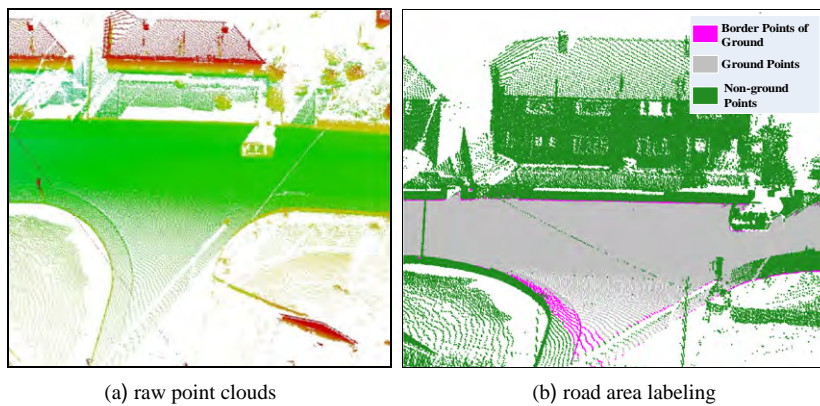 Border Points of
Ground
Ground Points
Non-ground
Points
(a) raw point clouds
(b) road area labeling